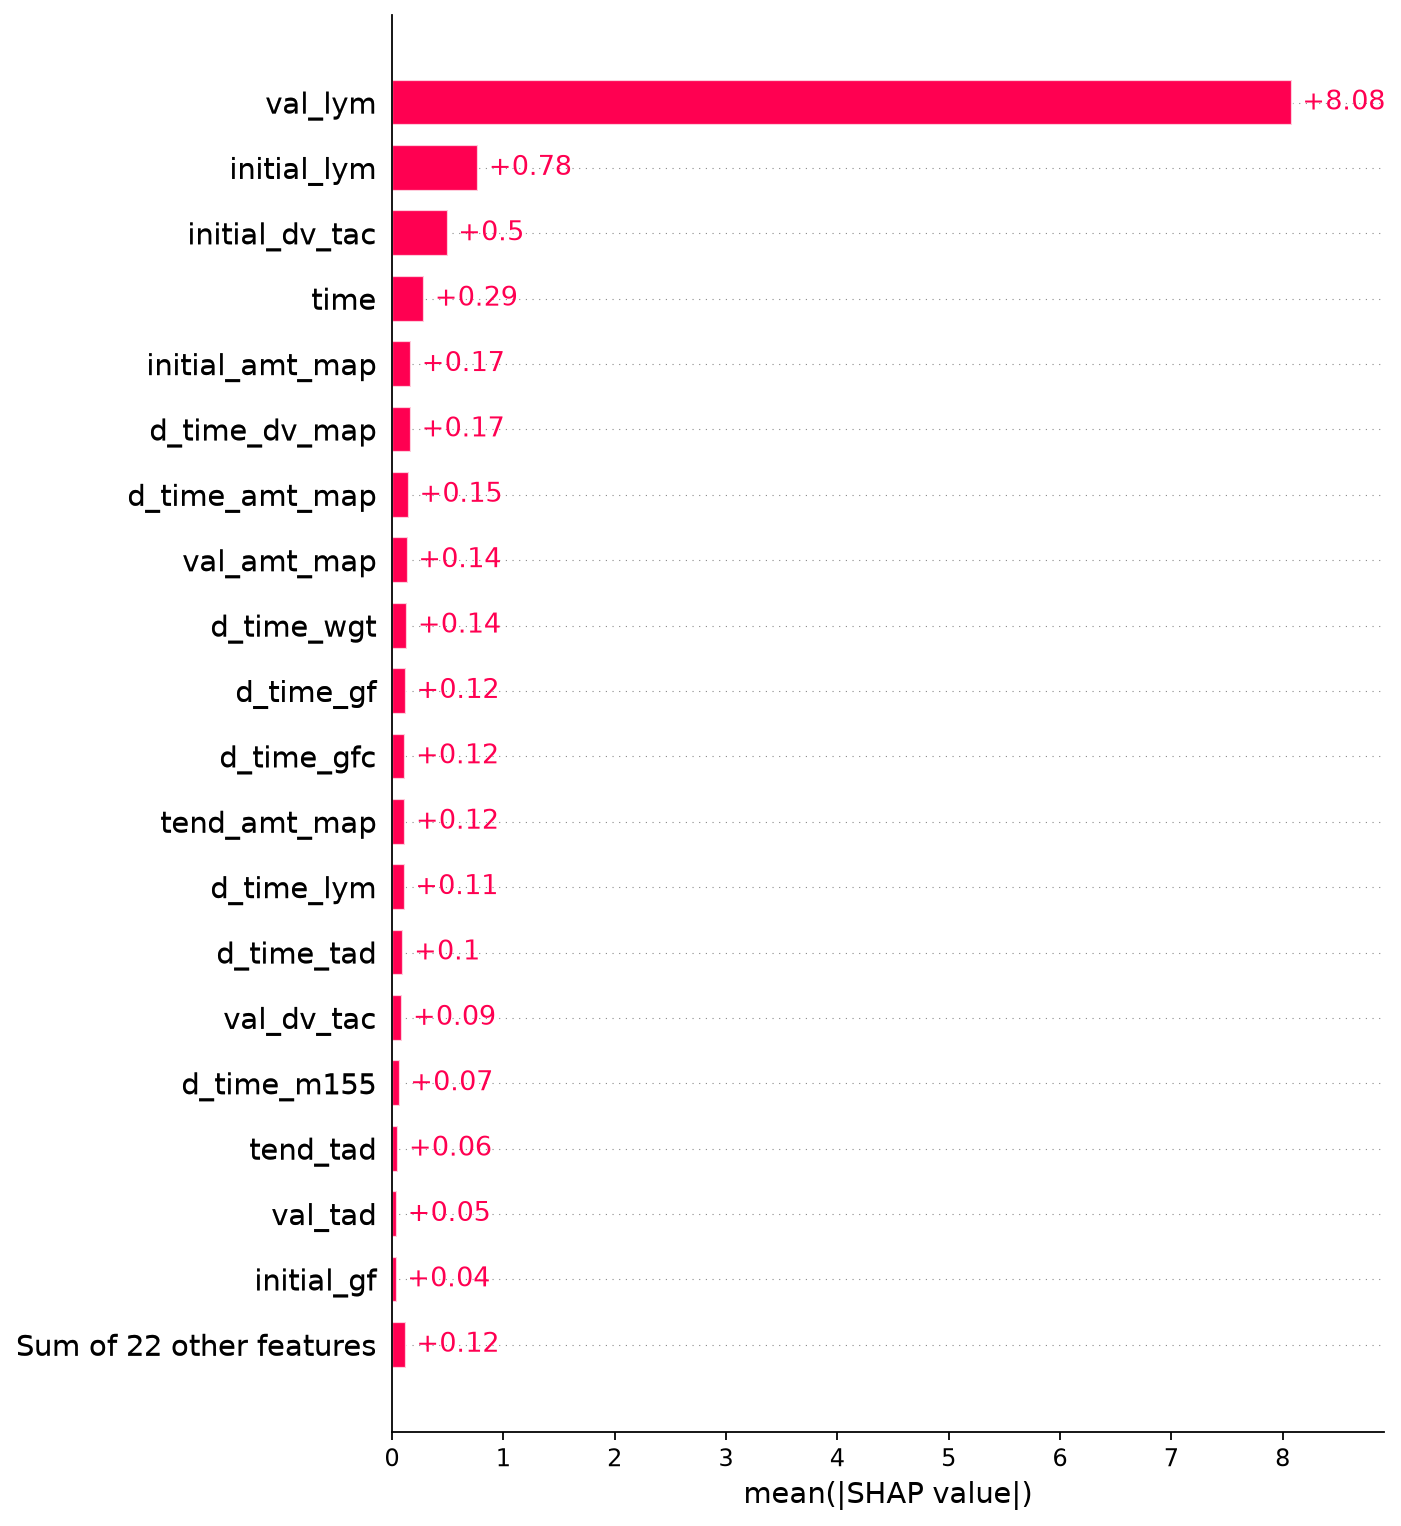 val_lym +8.08
initial_lym +0.78
initial_dv_tac +0.5
time +0.29
initial_amt_map +0.17
d_time_dv_map +0.17
d_time_amt_map +0.15
val_amt_map +0.14
d_time_wgt +0.14
d_time_gf +0.12
d_time_gfc +0.12
tend_amt_map +0.12
d_time_lym +0.11
d_time_tad +0.1
val_dv_tac +0.09
d_time_m155 +0.07
tend_tad +0.06
val_tad +0.05
initial_gf +0.04
Sum of 22 other features +0.12
0 1 2 3 4 5 6 7 8
mean(|SHAP value|)